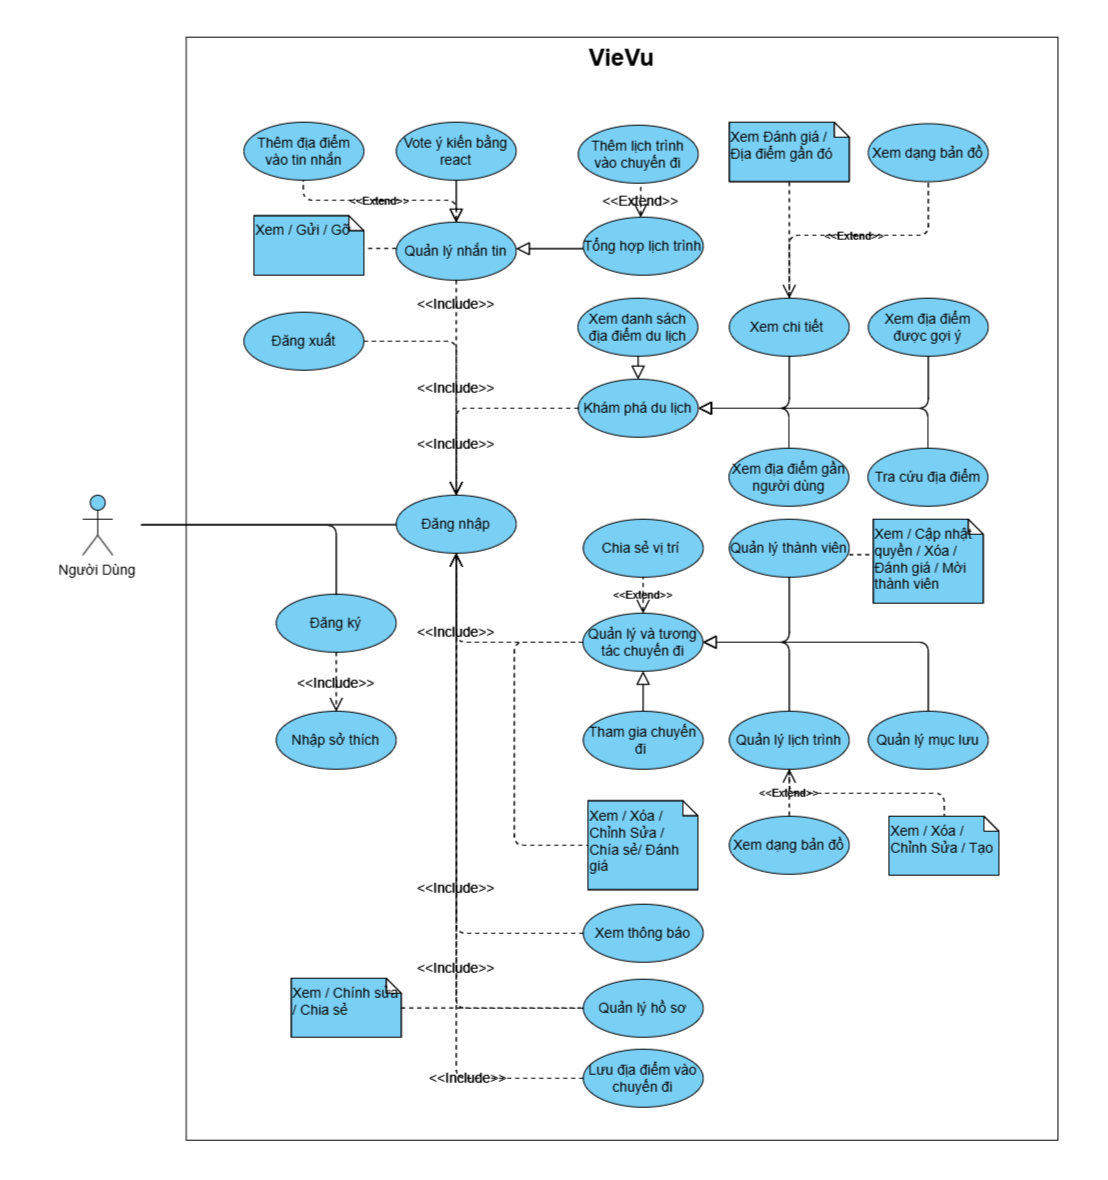 VieVu
Thêm địa điểm
vào tin nhắn
Vote ý kiến bằng
react
Thêm lịch trình
vào chuyến đi
Xem Đánh giá /
Địa điểm gần đó
Xem dạng bản đồ
<<Extend>>
<<Extend>>
Xem / Gửi / Gỡ
Quản lý nhắn tin
Tổng hợp lịch trình
<<Extend>>
<<Include>>
Đăng xuất
Xem danh sách
địa điểm du lịch
Xem chi tiết
Xem địa điểm
được gợi ý
<<Include>>
Khám phá du lịch
<<Include>>
Xem địa điểm gần
người dùng
Tra cứu địa điểm
Người Dùng
Đăng nhập
Chia sẻ vị trí
Quản lý thành viên
Xem / Cập nhật
quyền / Xóa /
Đánh giá / Mời
thành viên
<<Extend>>
Đăng ký
<<Include>>
Quản lý và tương
tác chuyến đi
<<Include>>
Nhập sở thích
Tham gia chuyến
đi
Quản lý lịch trình
Quản lý mục lưu
<<Extend>>
Xem / Xóa /
Chỉnh Sửa /
Chía sẻ/ Đánh
giá
Xem dạng bản đồ
Xem / Xóa /
Chỉnh Sửa / Tạo
<<Include>>
Xem thông báo
<<Include>>
Xem / Chính sửa
/ Chia sẻ
Quản lý hồ sơ
<<Include>>
Lưu địa điểm vào
chuyến đi